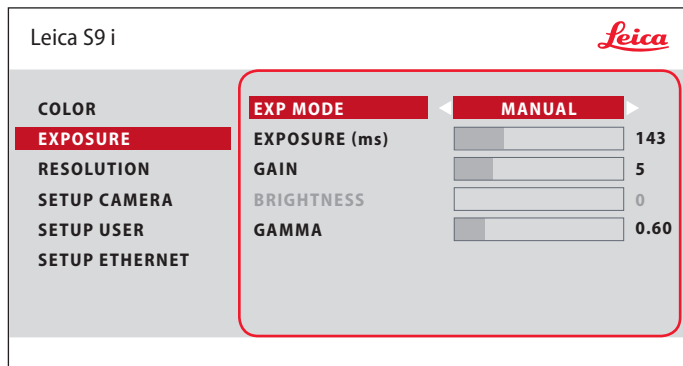 Leica S9 i
Leica
COLOR
EXPOSURE
RESOLUTION
SETUP CAMERA
SETUP USER
SETUP ETHERNET
EXP MODE MANUAL
EXPOSURE (ms) 143
GAIN 5
BRIGHTNESS 0
GAMMA 0.60